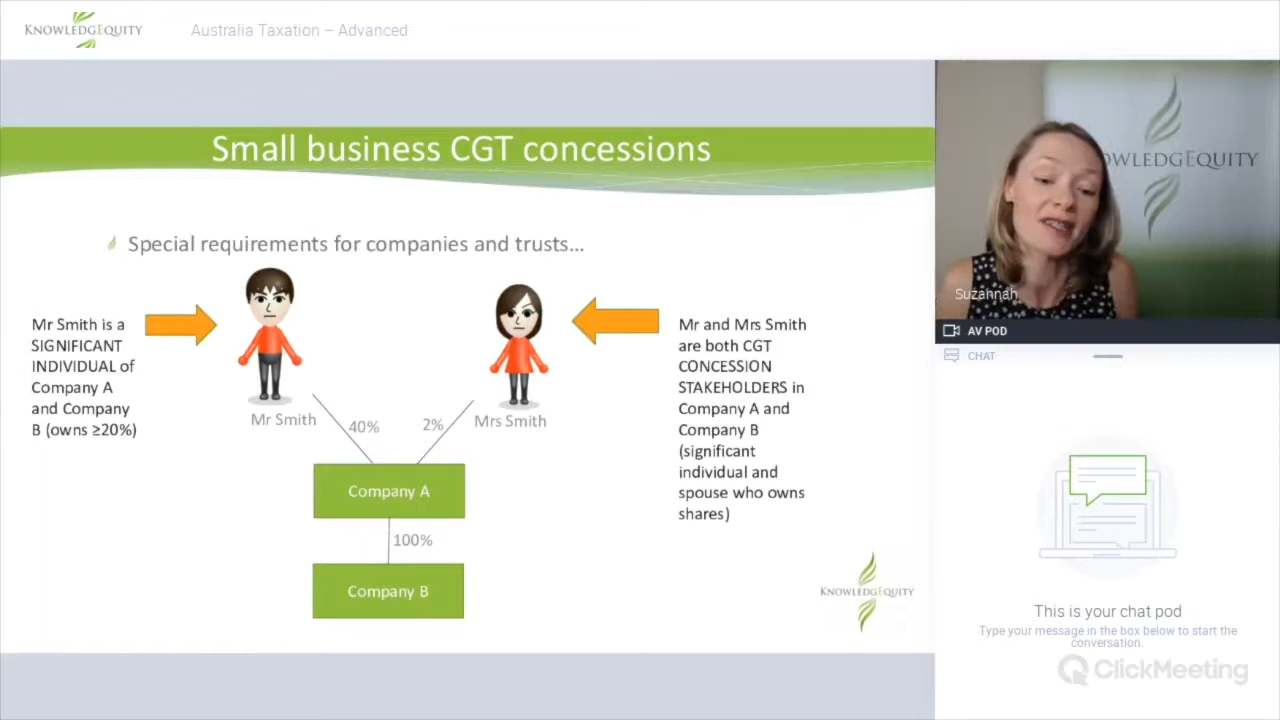 KNOWLEDGEQUITY
Australia Taxation – Advanced
Small business CGT concessions
Special requirements for companies and trusts...
Mr Smith is a
SIGNIFICANT
INDIVIDUAL of
Company A
and Company
B (owns ≥20%)
Mr Smith
40%
2%
Mrs Smith
Mr and Mrs Smith
are both CGT
CONCESSION
STAKEHOLDERS in
Company A and
Company B
(significant
individual and
spouse who owns
shares)
Company A
100%
Company B
KNOWLEDGEQUITY
OWLEDGEQUITY
Suzannah
AV POD
CHAT
This is your chat pod
Type your message in the box below to start the
conversation.
ClickMeeting